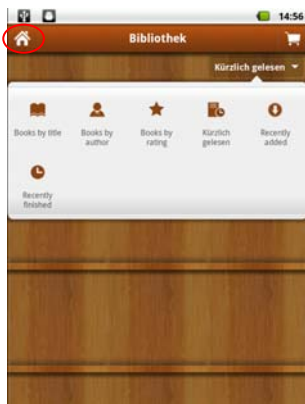 14:56
Bibliothek
Kürzlich gelesen
Books by title
Books by
author
Books by
rating
Kürzlich
gelesen
Recently
added
Recently
finished